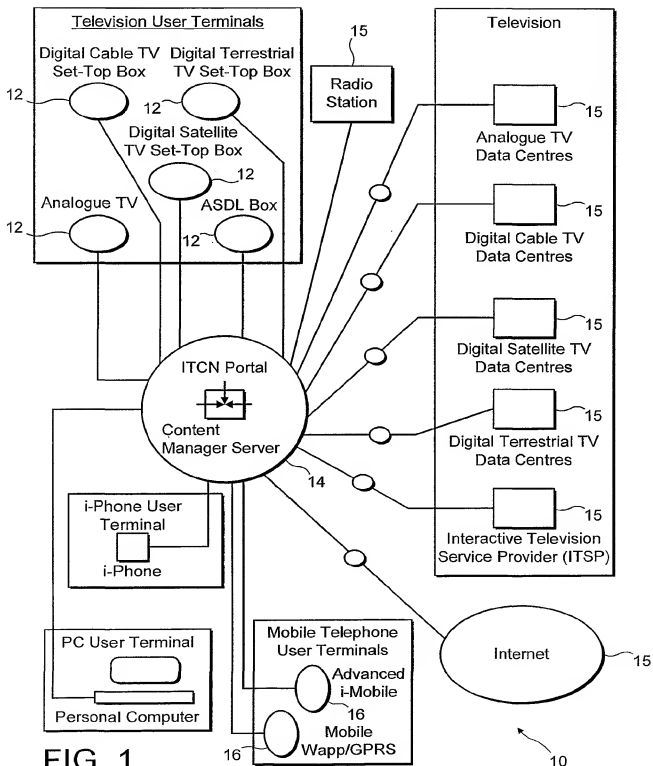 Television User Terminals
Digital Cable TV
Set-Top Box
12
Digital Terrestrial
TV Set-Top Box
12
Digital Satellite
TV Set-Top Box
12
Analogue TV
12
ASDL Box
12
15
Radio
Station
Television
15
Analogue TV
Data Centres
15
Digital Cable TV
Data Centres
15
Digital Satellite TV
Data Centres
15
Digital Terrestrial TV
Data Centres
15
Interactive Television
Service Provider (ITSP)
ITCN Portal
Content
Manager Server
14
i-Phone User
Terminal
i-Phone
PC User Terminal
Personal Computer
Mobile Telephone
User Terminals
Advanced
i-Mobile
16
Mobile
Wapp/GPRS
16
Internet
15
10
FIG. 1